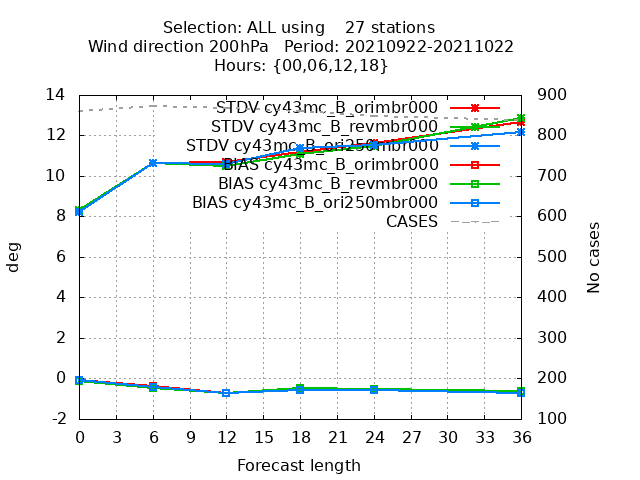 Selection: ALL using    27 stations
Wind direction 200hPa   Period: 20210922-20211022
Hours: {00,06,12,18}
14
12
10
8
6
4
2
0
-2
deg
STDV cy43mc_B_orimbr000
STDV cy43mc_B_revmbr000
STDV cy43mc_B_ori250mbr000
BIAS cy43mc_B_orimbr000
BIAS cy43mc_B_revmbr000
BIAS cy43mc_B_ori250mbr000
CASES
900
800
700
600
500
400
300
200
100
No cases
0 3 6 9 12 15 18 21 24 27 30 33 36
Forecast length